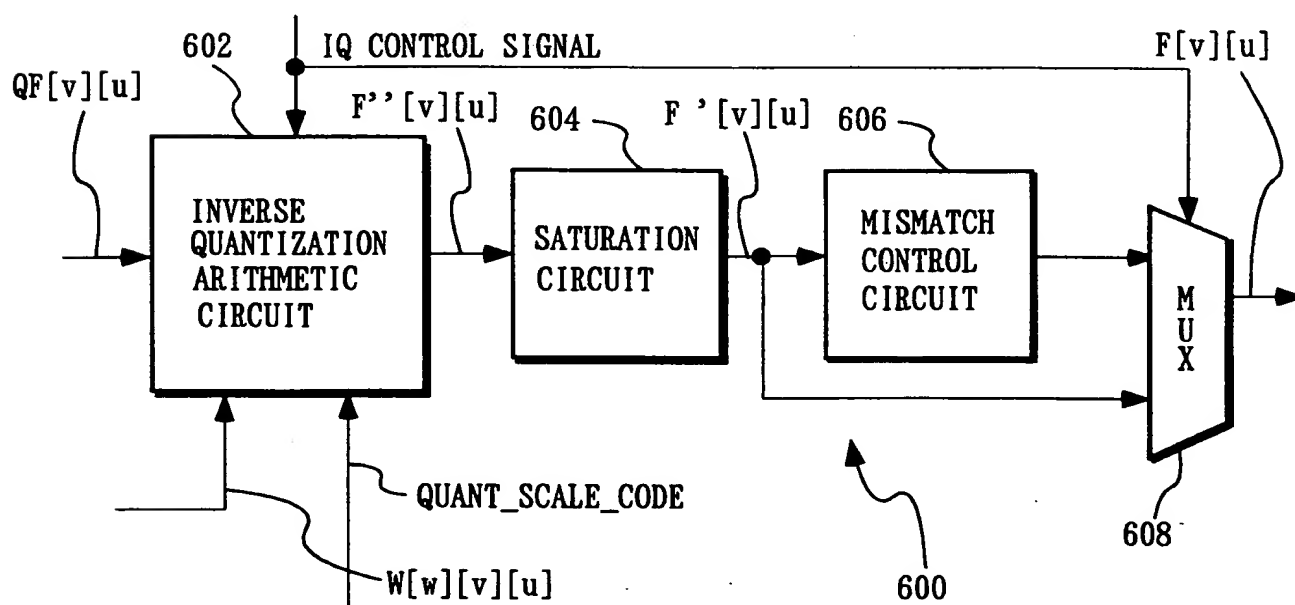 602
IQ CONTROL SIGNAL
F[v][u]
QF[v][u]
F''[v][u]
604
F '[v][u]
606
INVERSE
QUANTIZATION
ARITHMETIC
CIRCUIT
SATURATION
CIRCUIT
MISMATCH
CONTROL
CIRCUIT
MUX
QUANT_SCALE_CODE
W[w][v][u]
600
608